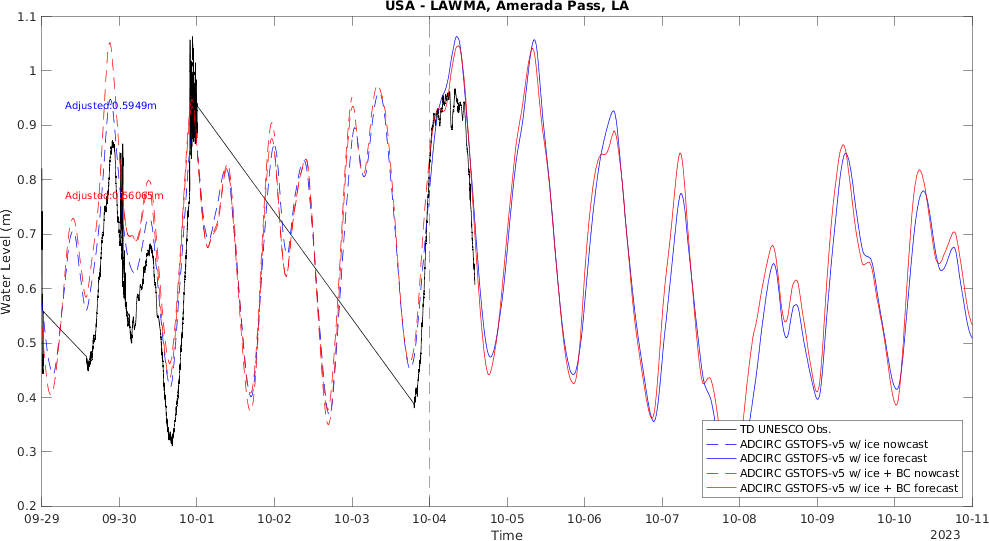 USA - LAWMA, Amerada Pass, LA
1.1
1
0.9
0.8
0.7
0.6
0.5
0.4
0.3
0.2
Water Level (m)
Adjusted:0.5949m
Adjusted:0.56065m
TD UNESCO Obs.
ADCIRC GSTOFS-v5 w/ ice nowcast
ADCIRC GSTOFS-v5 w/ ice forecast
ADCIRC GSTOFS-v5 w/ ice + BC nowcast
ADCIRC GSTOFS-v5 w/ ice + BC forecast
09-29 09-30 10-01 10-02 10-03 10-04 10-05 10-06 10-07 10-08 10-09 10-10 10-11
Time
2023